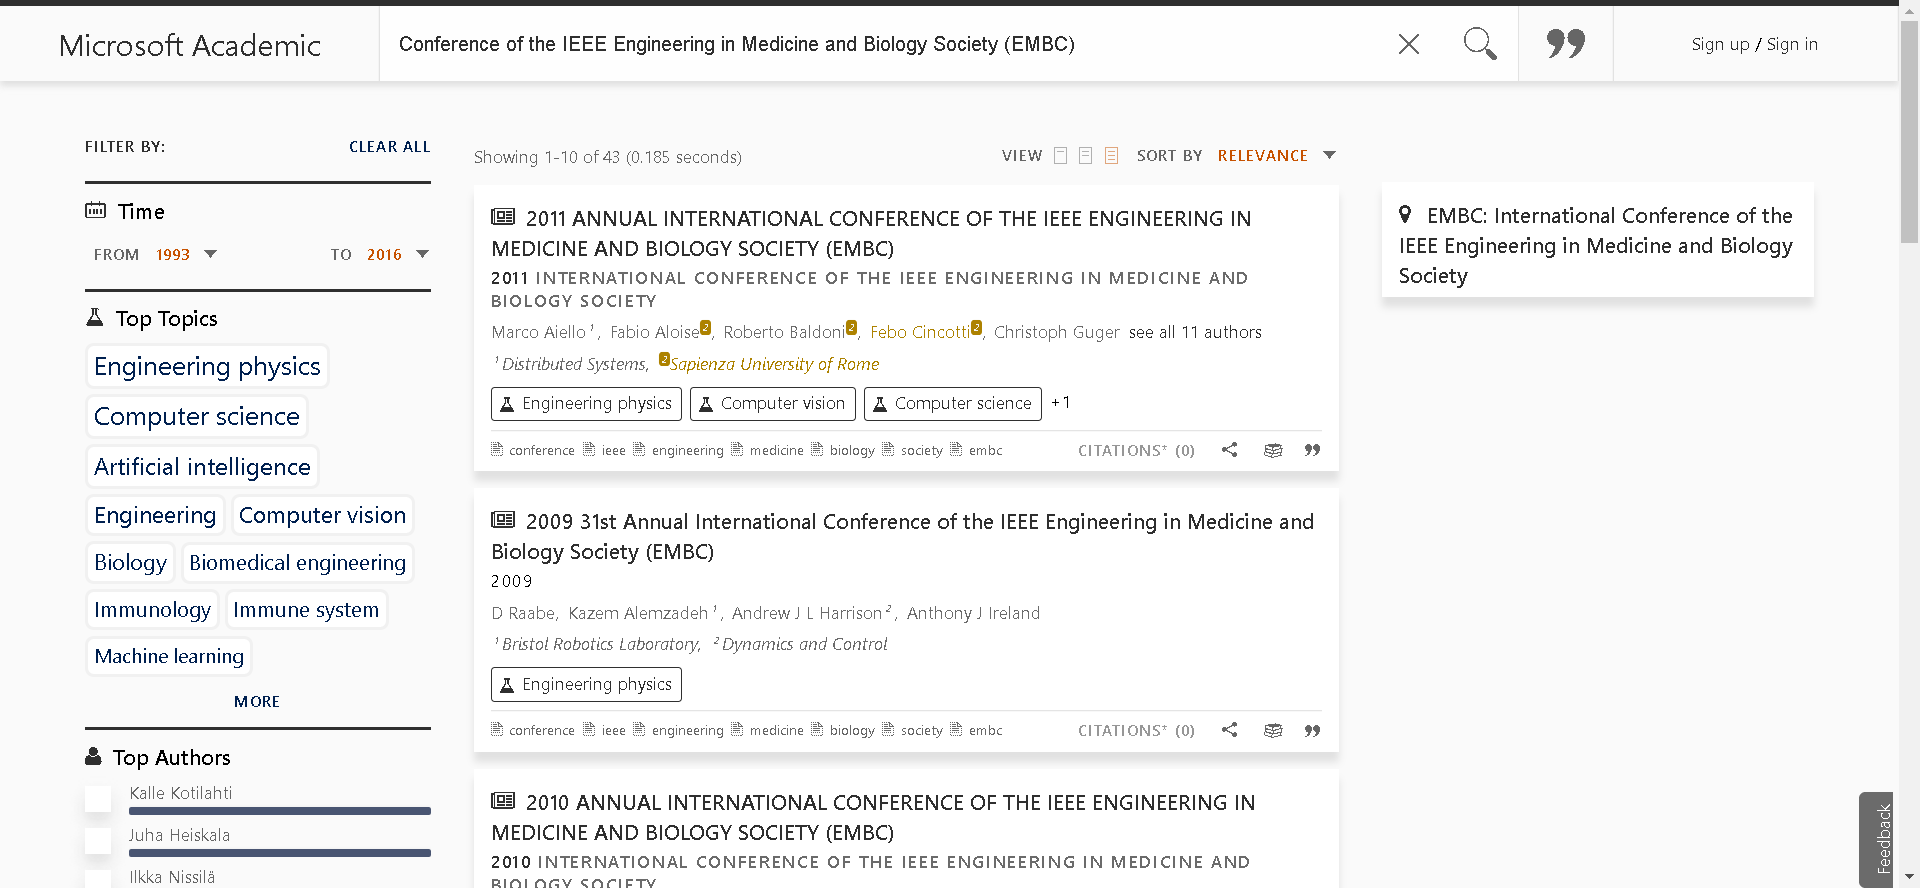 Microsoft Academic
Conference of the IEEE Engineering in Medicine and Biology Society (EMBC)
Sign up / Sign in
FILTER BY:
CLEAR ALL
Time
FROM 1993
TO 2016
Top Topics
Engineering physics
Computer science
Artificial intelligence
Engineering
Computer vision
Biology
Biomedical engineering
Immunology
Immune system
Machine learning
MORE
Top Authors
Kalle Kotilahti
Juha Heiskala
Ilkka Nissilä
Showing 1-10 of 43 (0.185 seconds)
VIEW
SORT BY RELEVANCE
2011 ANNUAL INTERNATIONAL CONFERENCE OF THE IEEE ENGINEERING IN
MEDICINE AND BIOLOGY SOCIETY (EMBC)
2011 INTERNATIONAL CONFERENCE OF THE IEEE ENGINEERING IN MEDICINE AND
BIOLOGY SOCIETY
Marco Aiello 1, Fabio Aloise 2, Roberto Baldoni 2, Febo Cincotti 2, Christoph Guger see all 11 authors
1 Distributed Systems, 2 Sapienza University of Rome
Engineering physics
Computer vision
Computer science
+1
conference ieee engineering medicine biology society embc
CITATIONS* (0)
2009 31st Annual International Conference of the IEEE Engineering in Medicine and
Biology Society (EMBC)
2009
D Raabe, Kazem Alemzadeh 1, Andrew J L Harrison 2, Anthony J Ireland
1 Bristol Robotics Laboratory, 2 Dynamics and Control
Engineering physics
conference ieee engineering medicine biology society embc
CITATIONS* (0)
2010 ANNUAL INTERNATIONAL CONFERENCE OF THE IEEE ENGINEERING IN
MEDICINE AND BIOLOGY SOCIETY (EMBC)
2010 INTERNATIONAL CONFERENCE OF THE IEEE ENGINEERING IN MEDICINE AND
BIOLOGY SOCIETY
EMBC: International Conference of the
IEEE Engineering in Medicine and Biology
Society
Feedback